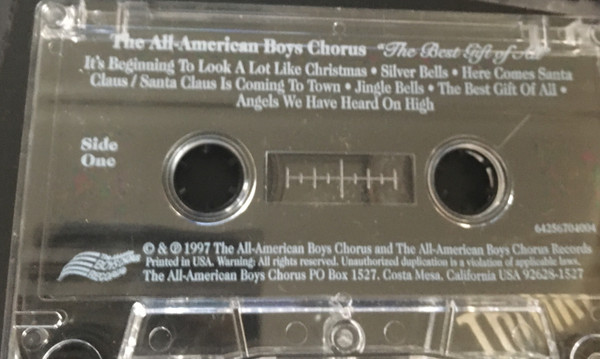 The All-American Boys Chorus "The Best Gift of All"
It's Beginning To Look A Lot Like Christmas • Silver Bells • Here Comes Santa
Claus / Santa Claus Is Coming To Town • Jingle Bells • The Best Gift Of All •
Angels We Have Heard On High
Side
One
64256704004
© & ℗ 1997 The All-American Boys Chorus and The All-American Boys Chorus Records
Printed in USA. Warning: All rights reserved. Unauthorized duplication is a violation of applicable laws.
The All-American Boys Chorus PO Box 1527, Costa Mesa, California USA 92628-1527